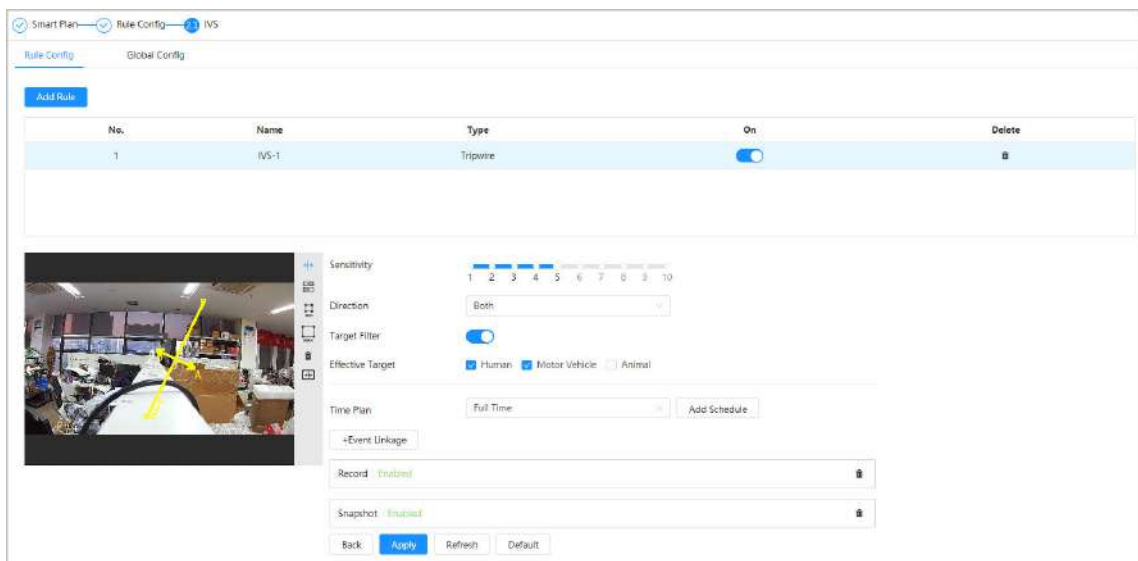 Smart Plan Rule Config 2.1 IVS
Rule Config Global Config
Add Rule
No. Name Type On Delete
1 IVS-1 Tripwire
Sensitivity
1 2 3 4 5 6 7 8 9 10
Direction Both
Target Filter
Effective Target Human Motor Vehicle Animal
Time Plan Full Time Add Schedule
+Event Linkage
Record Enabled
Snapshot Enabled
Back Apply Refresh Default
A